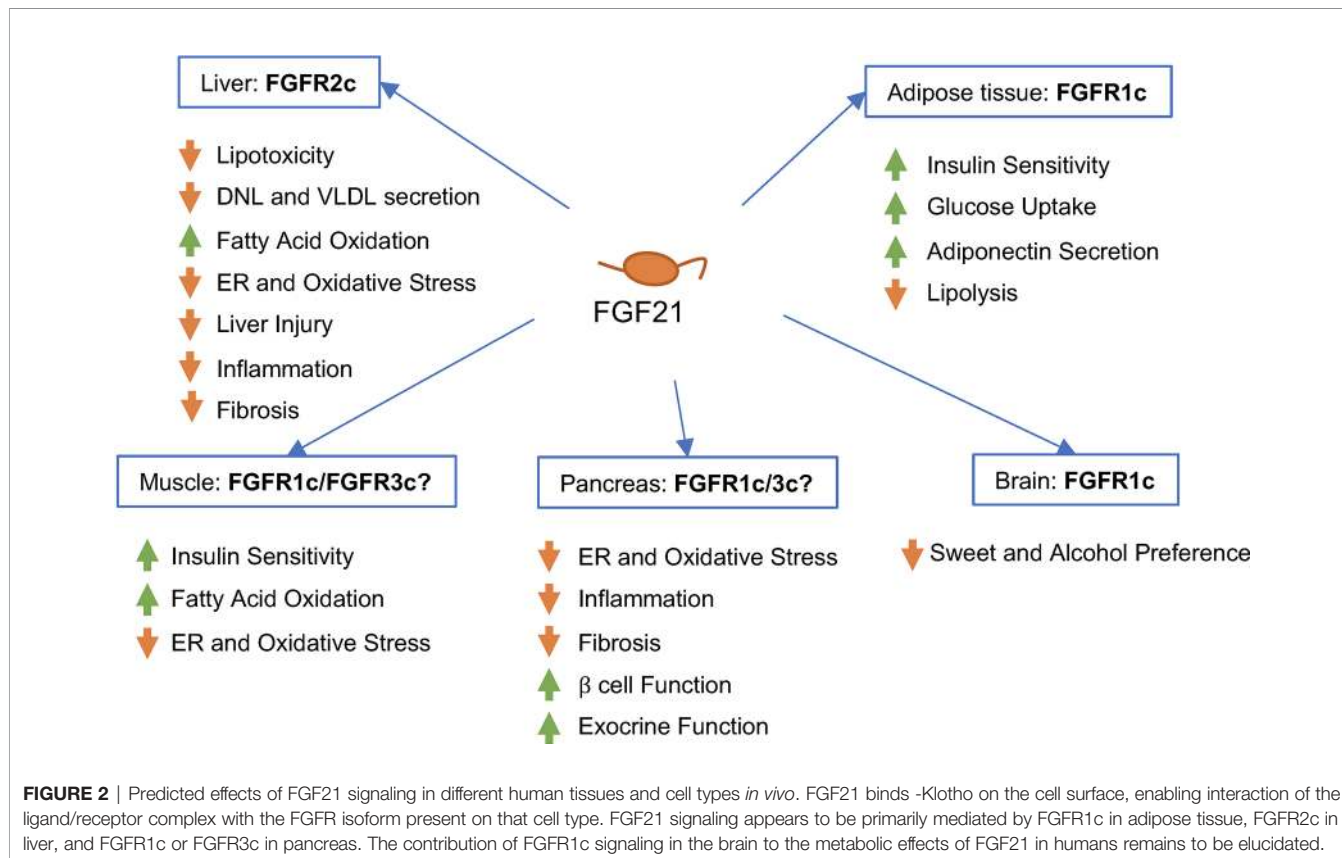 Liver: FGFR2c
Lipotoxicity
DNL and VLDL secretion
Fatty Acid Oxidation
ER and Oxidative Stress
Liver Injury
Inflammation
Fibrosis
Adipose tissue: FGFR1c
Insulin Sensitivity
Glucose Uptake
Adiponectin Secretion
Lipolysis
FGF21
Muscle: FGFR1c/FGFR3c?
Insulin Sensitivity
Fatty Acid Oxidation
ER and Oxidative Stress
Pancreas: FGFR1c/3c?
ER and Oxidative Stress
Inflammation
Fibrosis
β cell Function
Exocrine Function
Brain: FGFR1c
Sweet and Alcohol Preference
FIGURE 2 | Predicted effects of FGF21 signaling in different human tissues and cell types in vivo. FGF21 binds -Klotho on the cell surface, enabling interaction of the
ligand/receptor complex with the FGFR isoform present on that cell type. FGF21 signaling appears to be primarily mediated by FGFR1c in adipose tissue, FGFR2c in
liver, and FGFR1c or FGFR3c in pancreas. The contribution of FGFR1c signaling in the brain to the metabolic effects of FGF21 in humans remains to be elucidated.